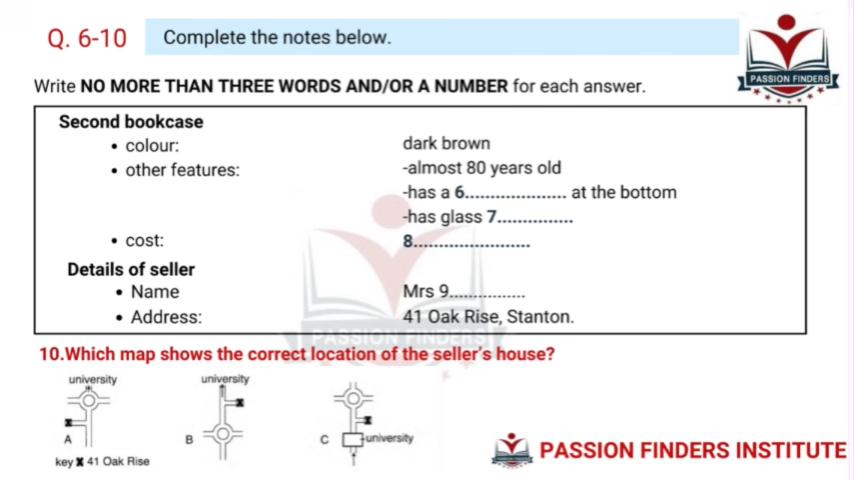 Q. 6-10 Complete the notes below.
PASSION FINDERS
Write NO MORE THAN THREE WORDS AND/OR A NUMBER for each answer.
Second bookcase
• colour: dark brown
• other features: -almost 80 years old
-has a 6..................... at the bottom
-has glass 7...............
• cost: 8.......................
Details of seller
• Name Mrs 9...............
• Address: 41 Oak Rise, Stanton.
PASSION FINDERS
10.Which map shows the correct location of the seller's house?
university university
A B C university
key X 41 Oak Rise
PASSION FINDERS INSTITUTE